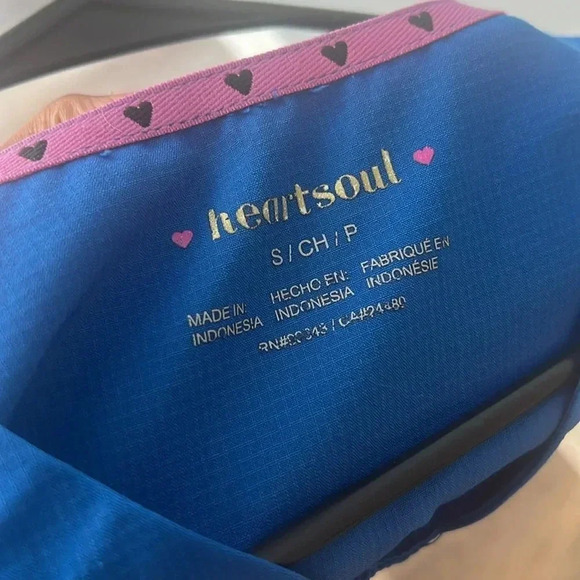 heartsoul
S / CH / P
MADE IN: HECHO EN: FABRIQUÉ EN
INDONESIA INDONESIA INDONÉSIE